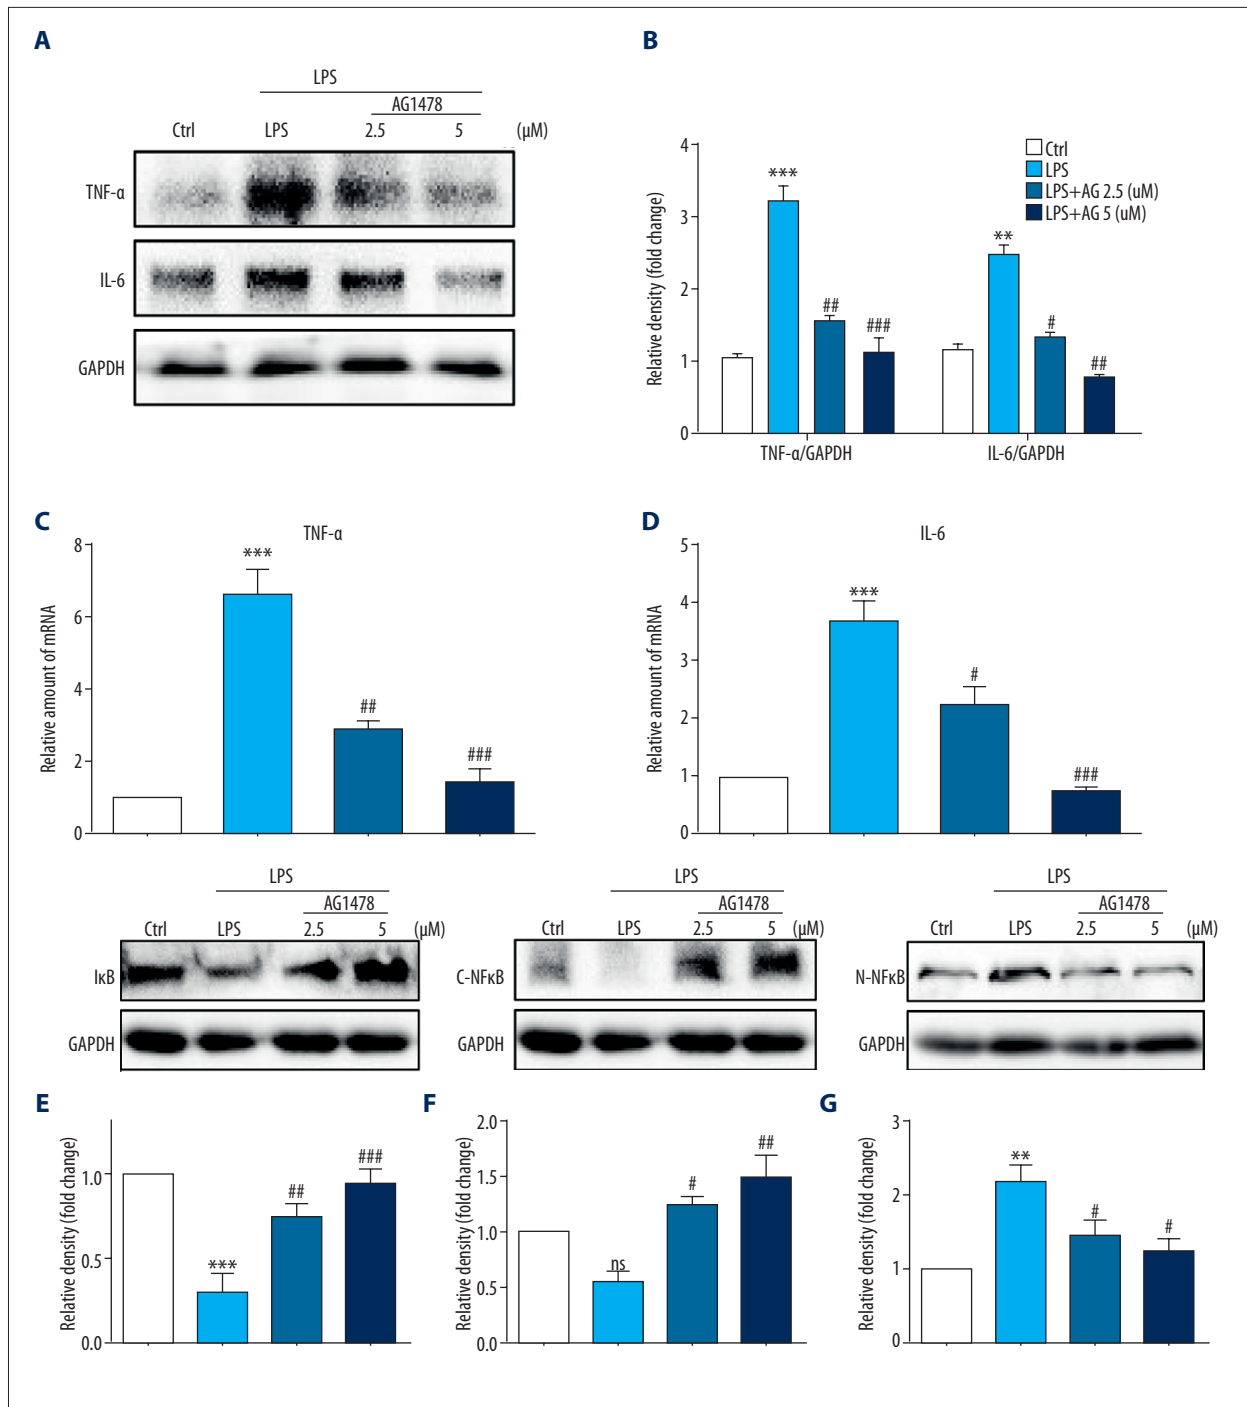 A
LPS
AG1478
Ctrl LPS 2.5 5 (µM)
TNF-α
IL-6
GAPDH
B
Ctrl
LPS
LPS+AG 2.5 (uM)
LPS+AG 5 (uM)
Relative density (fold change)
4
3
2
1
0
*** ## ###
** # ##
TNF-α/GAPDH IL-6/GAPDH
C
TNF-α
Relative amount of mRNA
8
6
4
2
0
***
##
###
D
IL-6
Relative amount of mRNA
5
4
3
2
1
0
***
#
###
LPS
AG1478
Ctrl LPS 2.5 5 (µM)
IκB
GAPDH
LPS
AG1478
Ctrl LPS 2.5 5 (µM)
C-NFκB
GAPDH
LPS
AG1478
Ctrl LPS 2.5 5 (µM)
N-NFκB
GAPDH
E
Relative density (fold change)
1.0
0.5
0.0
***
##
###
F
Relative density (fold change)
2.0
1.5
1.0
0.5
0.0
ns
#
##
G
Relative density (fold change)
3
2
1
0
**
#
#